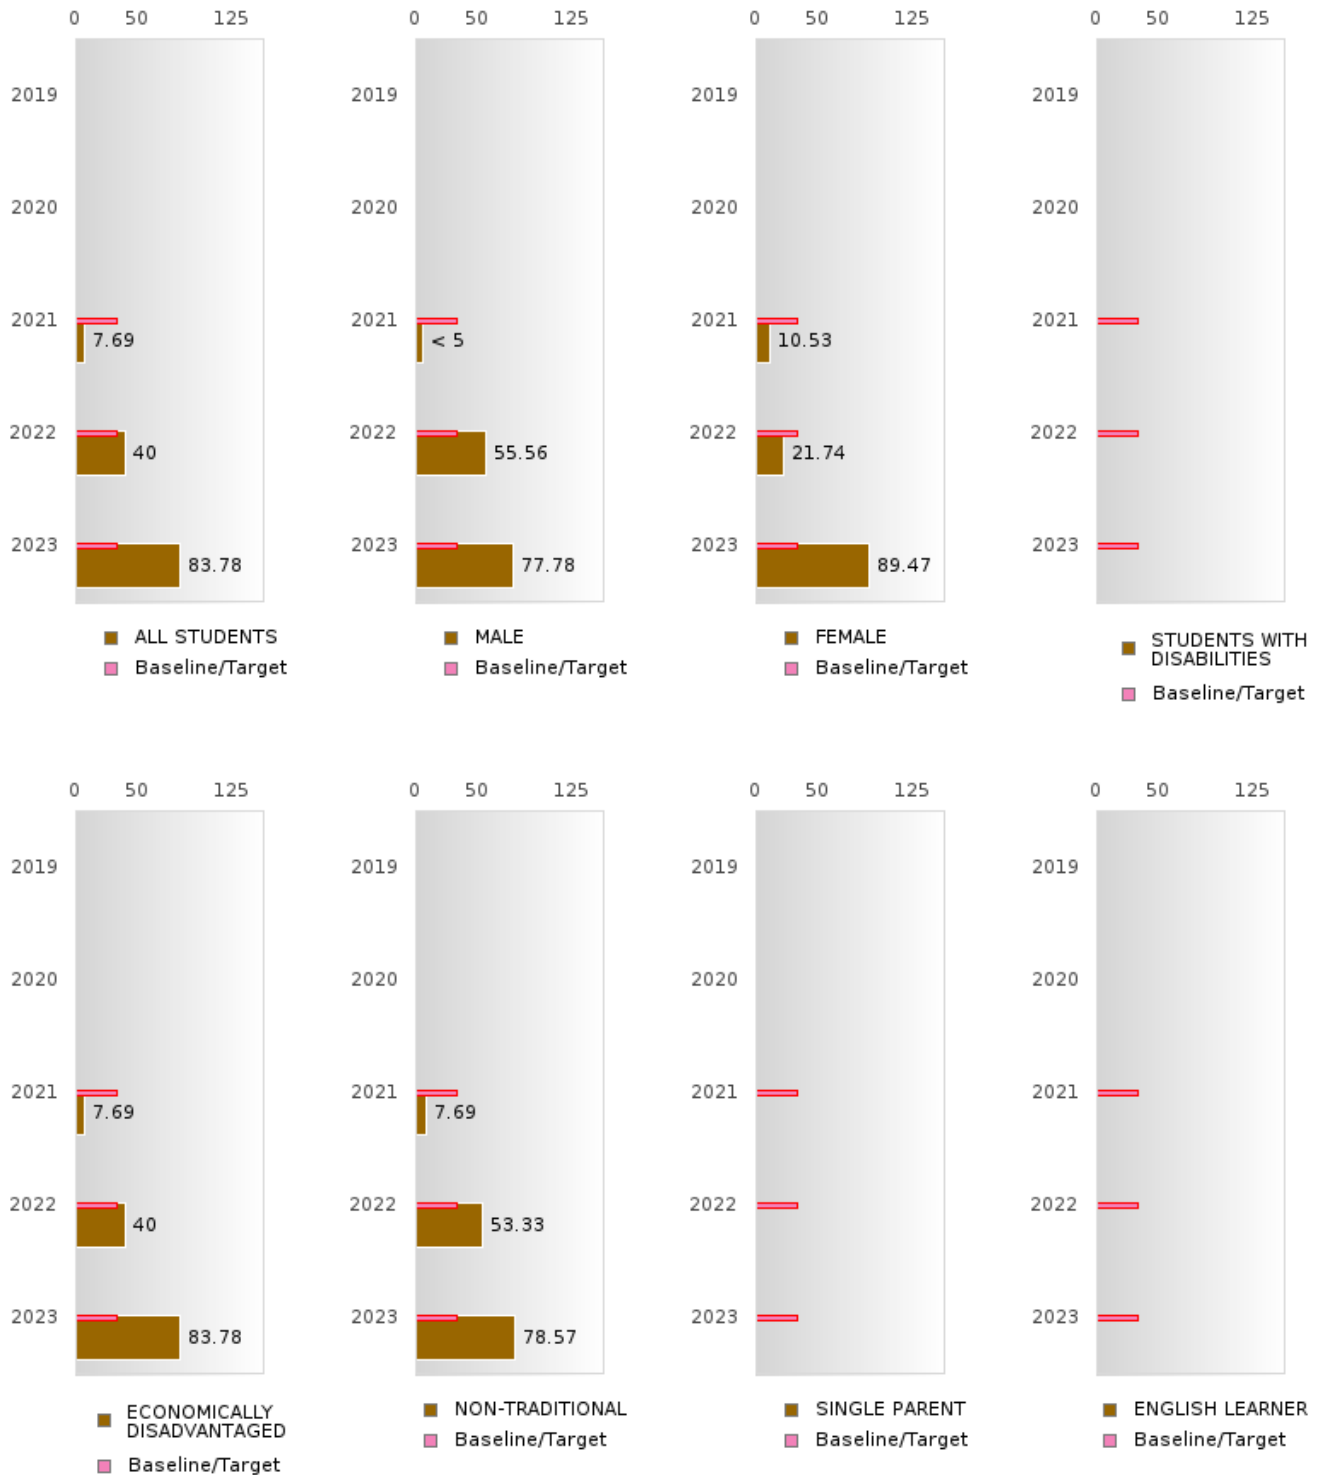 0 50 125 0 50 125 0 50 125 0 50 125
2019 2019 2019 2019
2020 2020 2020 2020
2021 2021 2021 2021
7.69 < 5 10.53
2022 2022 2022 2022
40 55.56 21.74
2023 2023 2023 2023
83.78 77.78 89.47
ALL STUDENTS MALE FEMALE STUDENTS WITH
DISABILITIES
Baseline/Target Baseline/Target Baseline/Target Baseline/Target
0 50 125 0 50 125 0 50 125 0 50 125
2019 2019 2019 2019
2020 2020 2020 2020
2021 2021 2021 2021
7.69 7.69
2022 2022 2022 2022
40 53.33
2023 2023 2023 2023
83.78 78.57
ECONOMICALLY NON-TRADITIONAL SINGLE PARENT ENGLISH LEARNER
DISADVANTAGED
Baseline/Target Baseline/Target Baseline/Target Baseline/Target